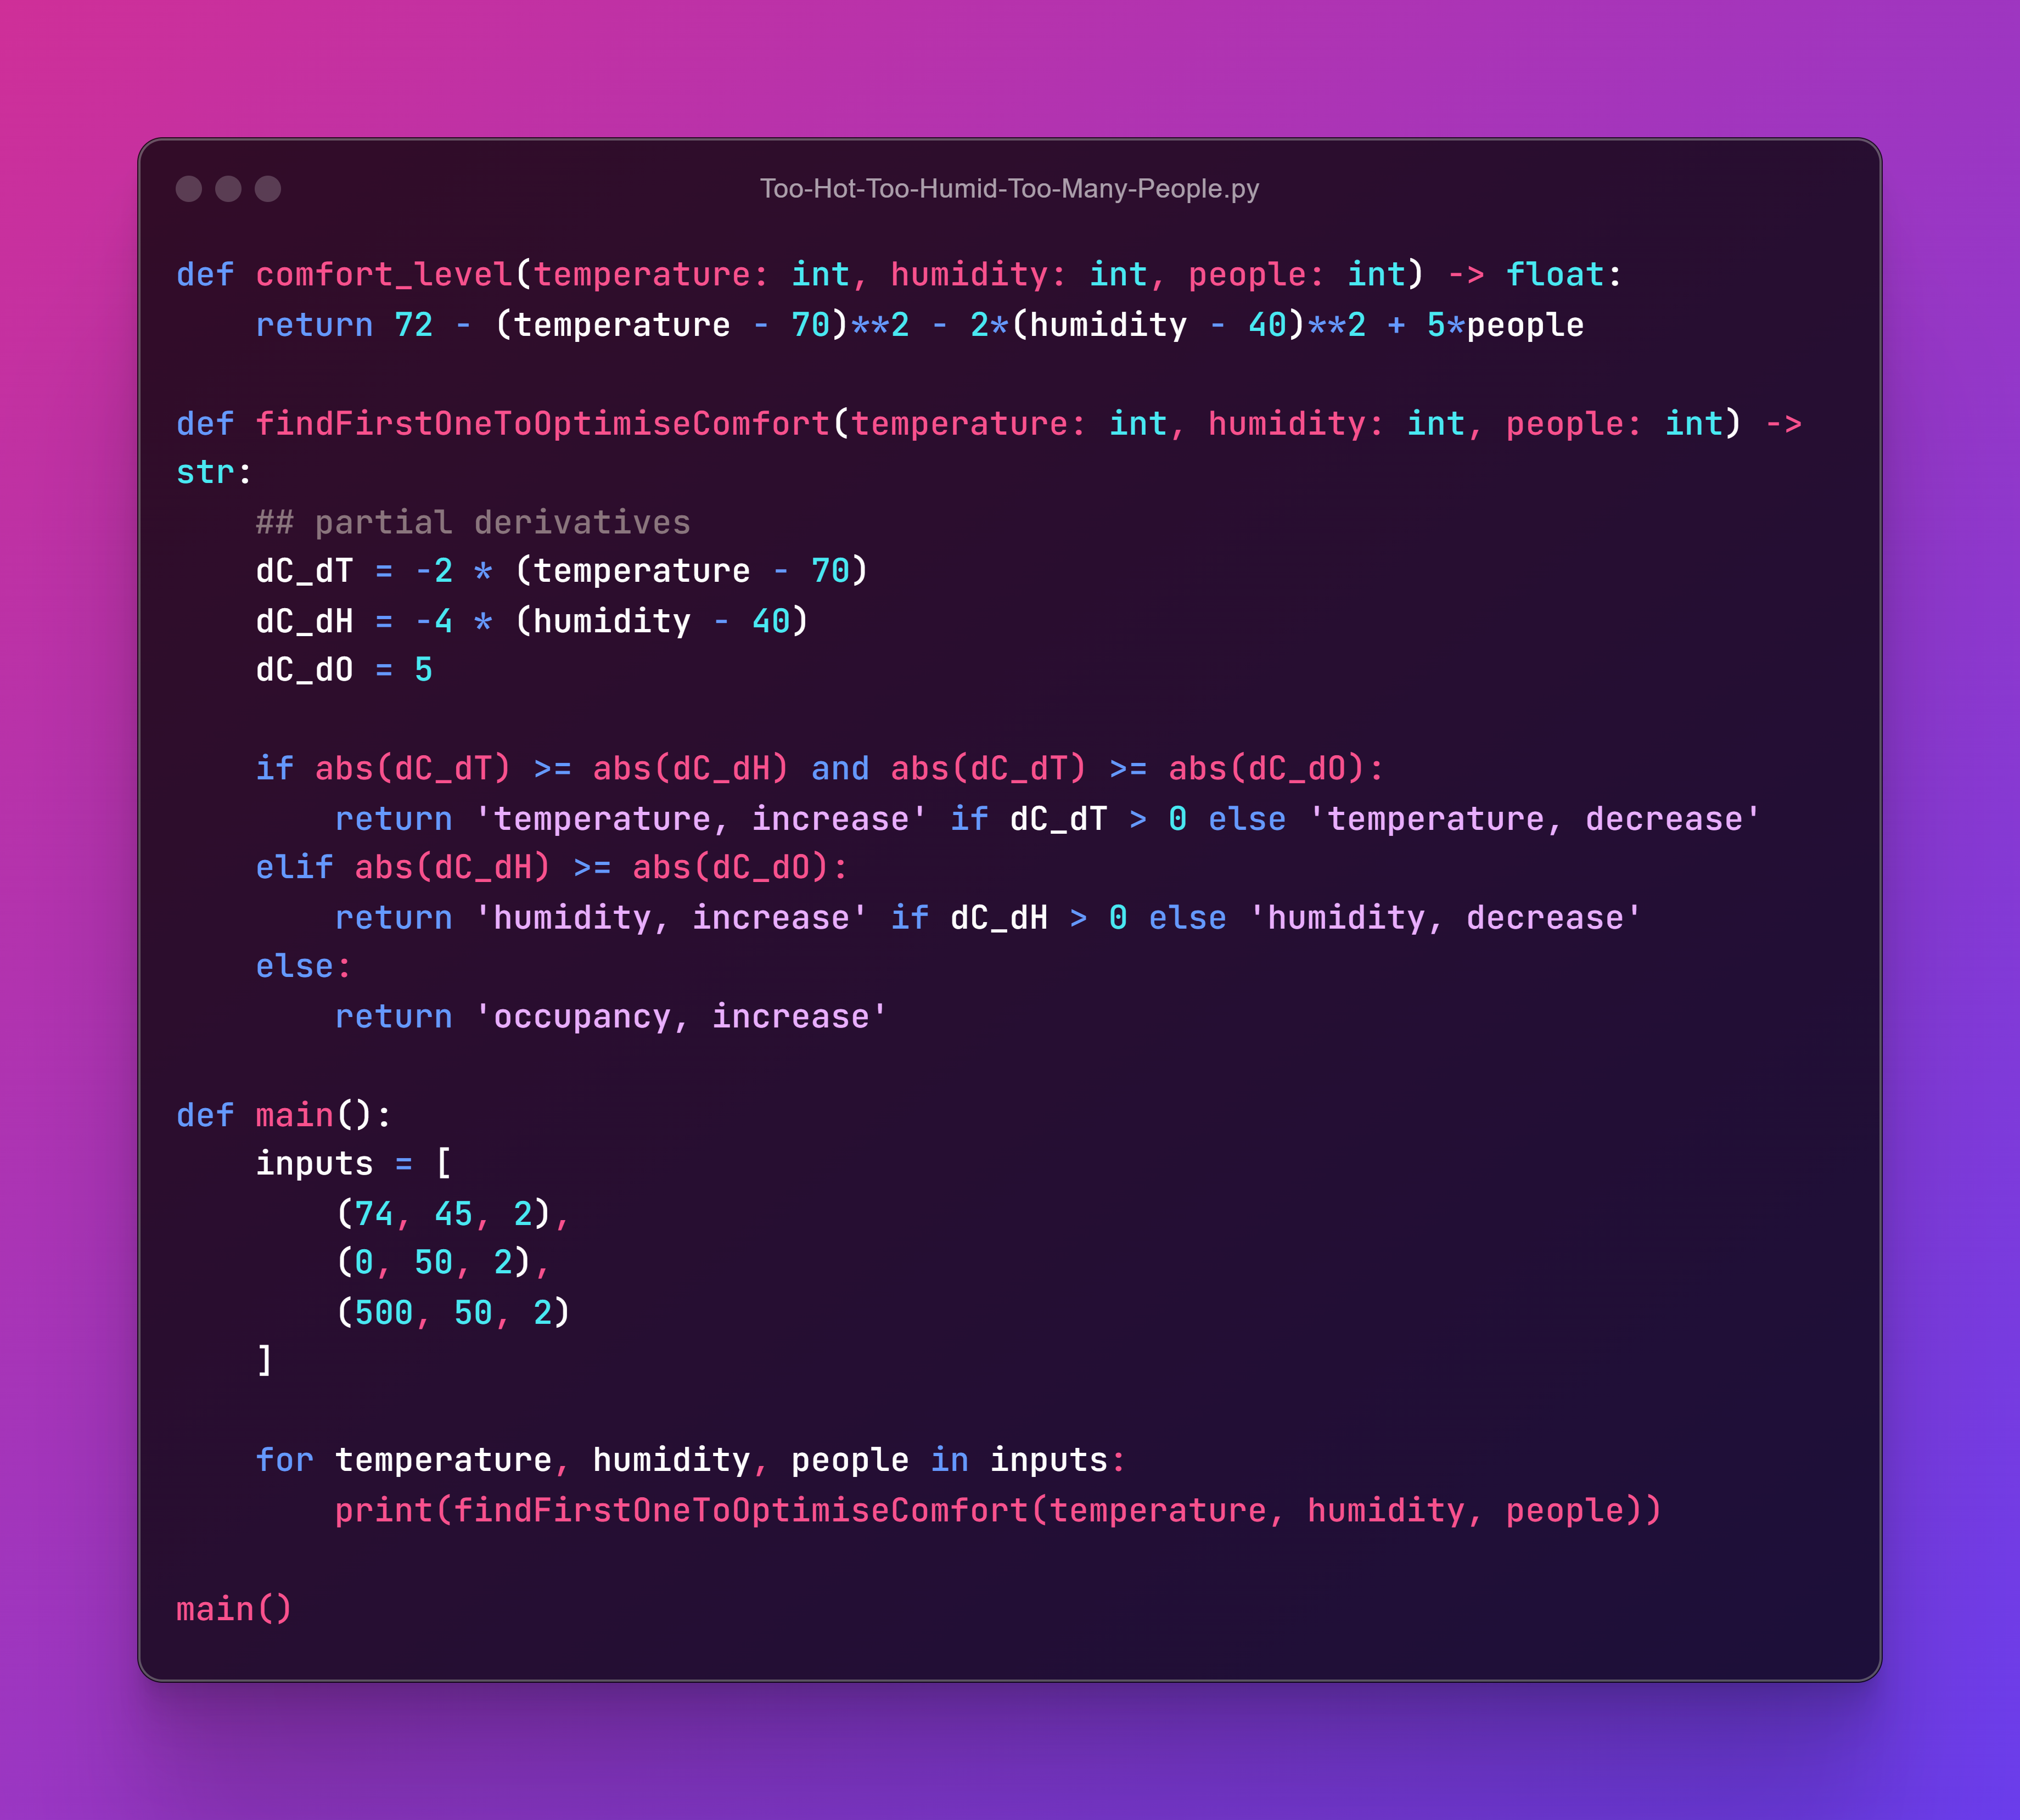 Too-Hot-Too-Humid-Too-Many-People.py
def comfort_level(temperature: int, humidity: int, people: int) -> float:
    return 72 - (temperature - 70)**2 - 2*(humidity - 40)**2 + 5*people

def findFirstOneToOptimiseComfort(temperature: int, humidity: int, people: int) ->
str:
    ## partial derivatives
    dC_dT = -2 * (temperature - 70)
    dC_dH = -4 * (humidity - 40)
    dC_dO = 5

    if abs(dC_dT) >= abs(dC_dH) and abs(dC_dT) >= abs(dC_dO):
        return 'temperature, increase' if dC_dT > 0 else 'temperature, decrease'
    elif abs(dC_dH) >= abs(dC_dO):
        return 'humidity, increase' if dC_dH > 0 else 'humidity, decrease'
    else:
        return 'occupancy, increase'

def main():
    inputs = [
        (74, 45, 2),
        (0, 50, 2),
        (500, 50, 2)
    ]

    for temperature, humidity, people in inputs:
        print(findFirstOneToOptimiseComfort(temperature, humidity, people))

main()